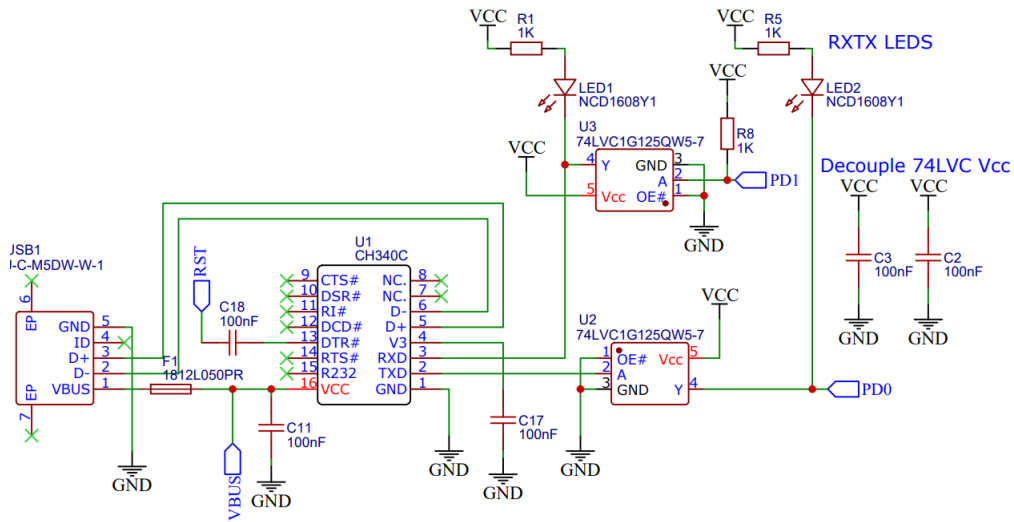 VCC
R1
1K
VCC
R5
1K
RXTX LEDS
VCC
LED1
NCD1608Y1
LED2
NCD1608Y1
R8
1K
U3
74LVC1G125QW5-7
VCC
4 Y GND 3
A 2
5 Vcc OE# 1
PD1
GND
Decouple 74LVC Vcc
VCC
VCC
C3
100nF
C2
100nF
GND
GND
JSB1
I-C-M5DW-W-1
6
EP
GND 5
ID 4
D+ 3
D- 2
VBUS 1
EP
7
GND
F1
1812L050PR
RST
C18
100nF
VBUS
C11
100nF
GND
U1
CH340C
9 CTS# NC. 8
10 DSR# NC. 7
11 RI# D- 6
12 DCD# D+ 5
13 DTR# V3 4
14 RTS# RXD 3
15 R232 TXD 2
16 VCC GND 1
GND
C17
100nF
GND
U2
74LVC1G125QW5-7
VCC
1 OE# Vcc 5
2 A
3 GND Y 4
GND
PD0